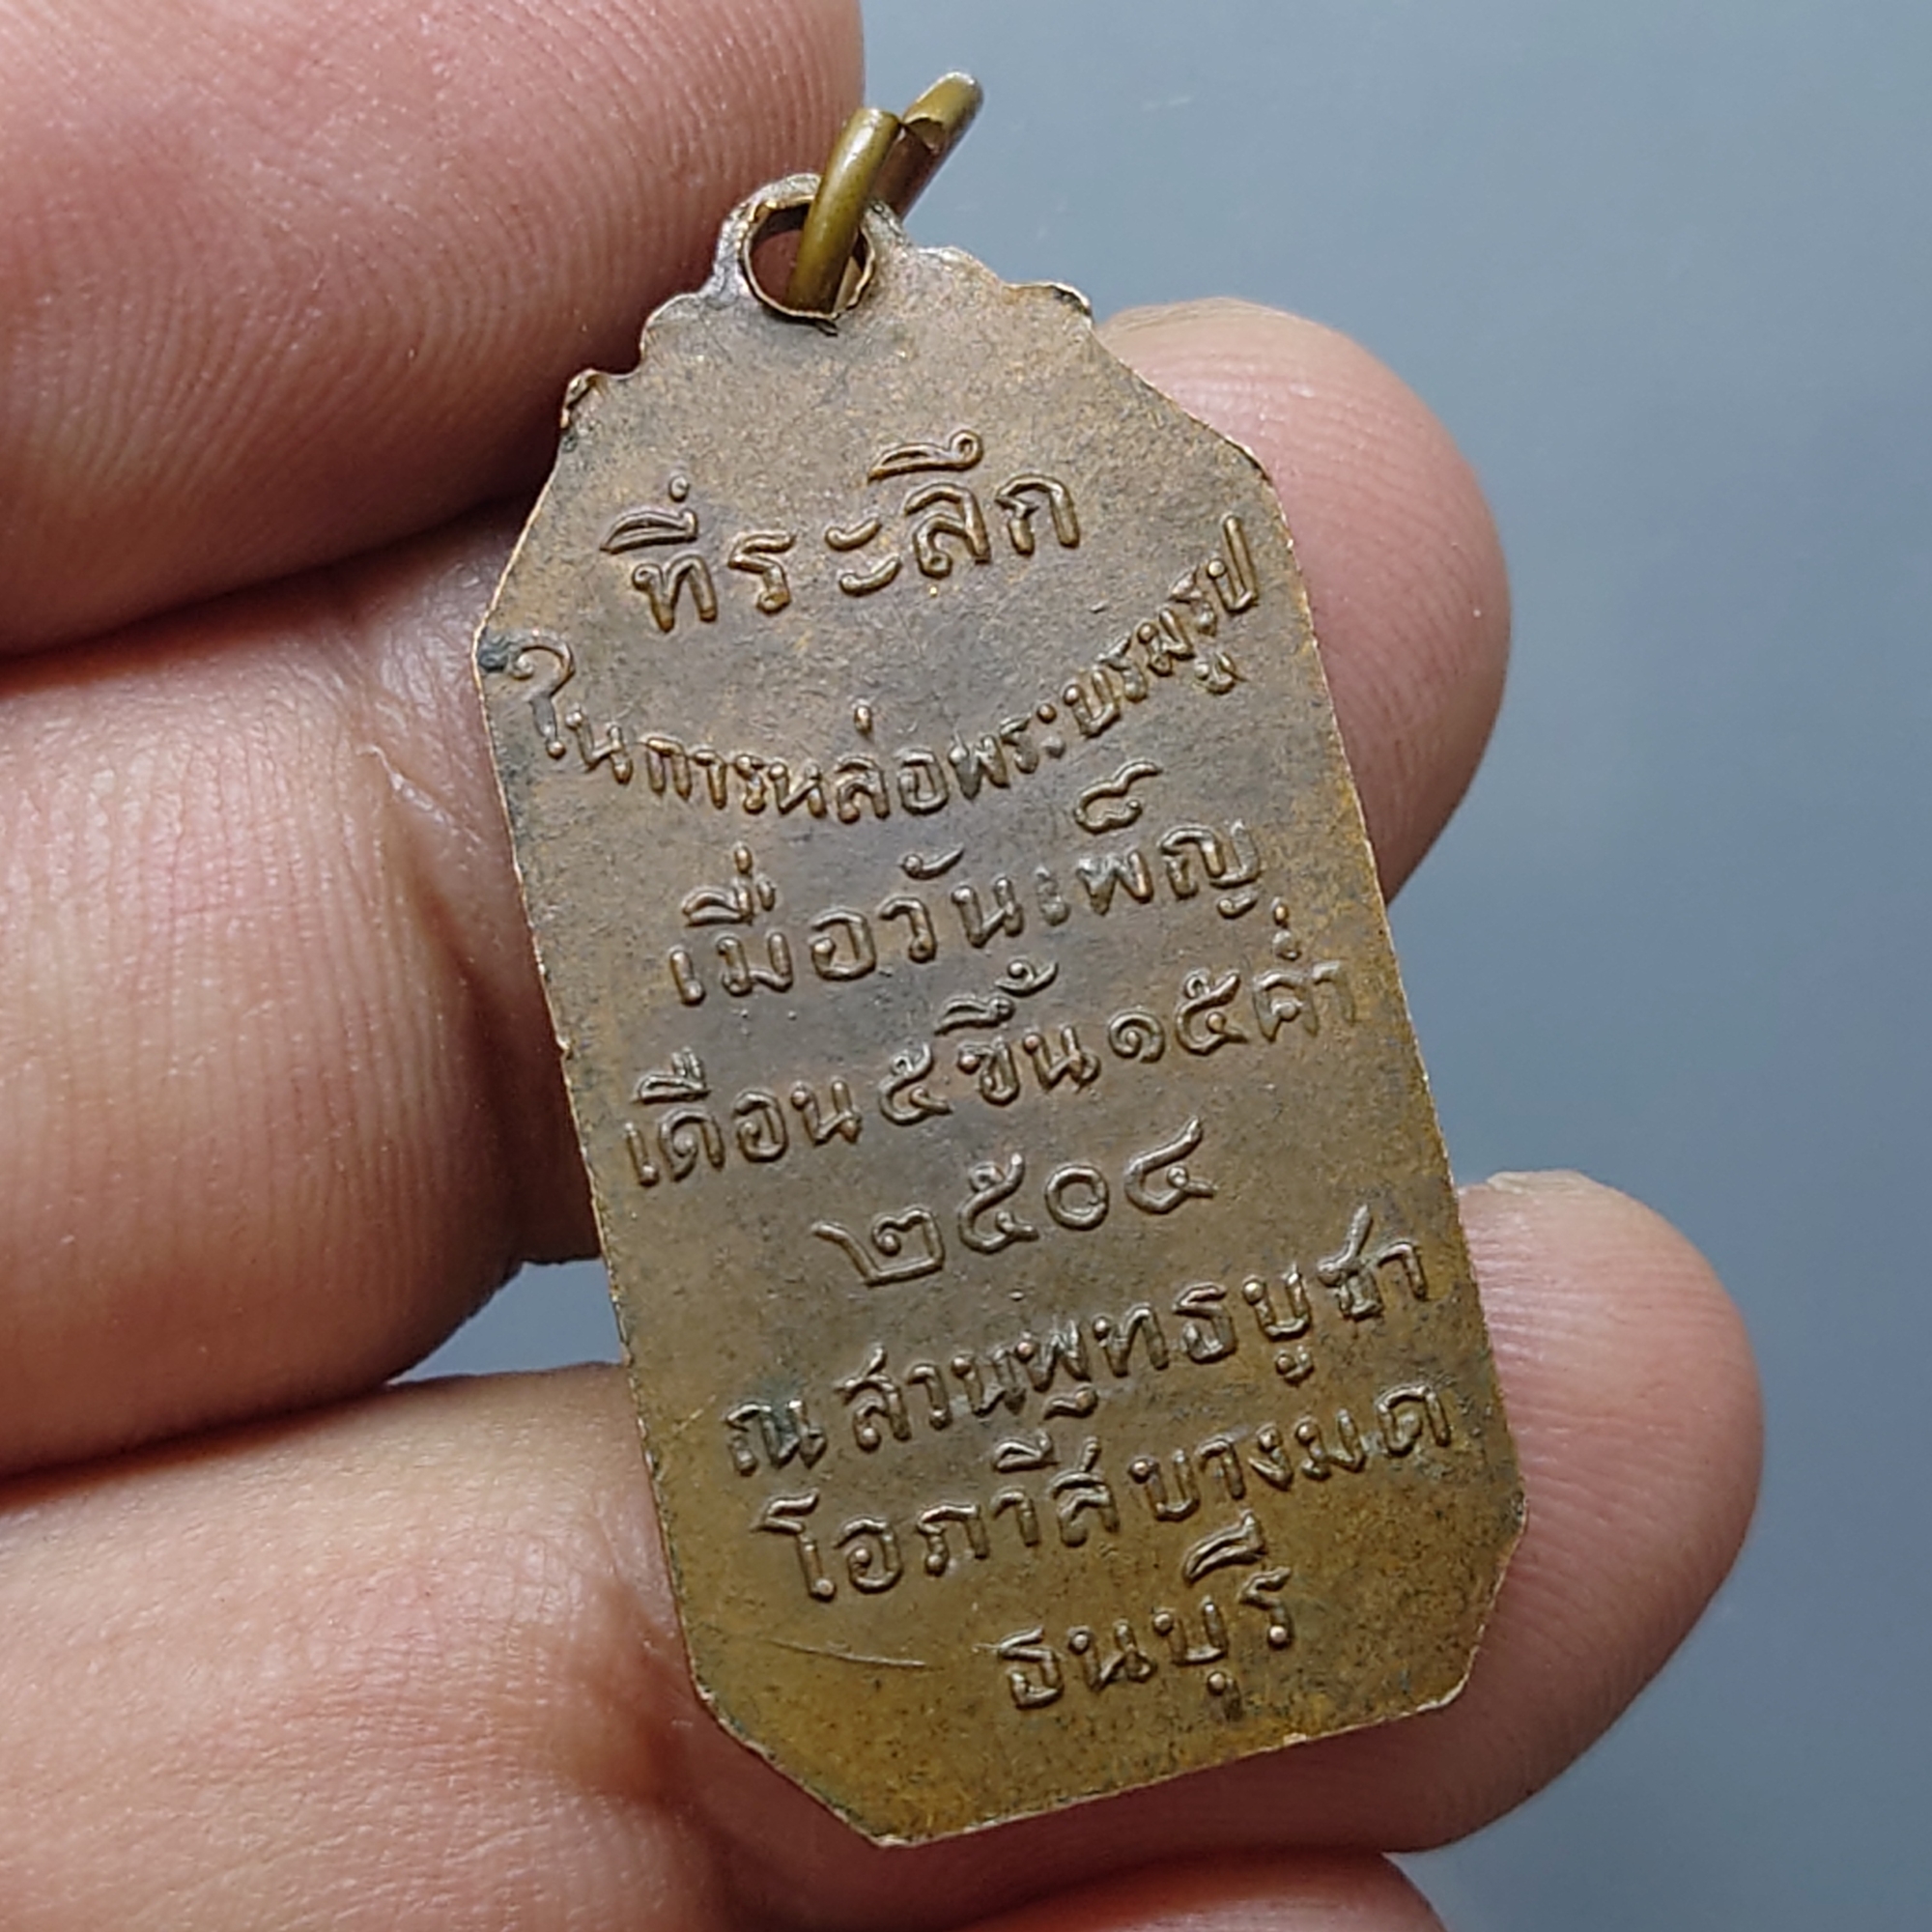 ที่ระลึก
ในการหล่อพระบรมรูป
เมื่อวันเพ็ญ
เดือน ๕ ขึ้น ๑๕ ค่ำ
๒๕๐๔
ณ สวนพุทธบูชา
โอภาสี บางมด
ธนบุรี